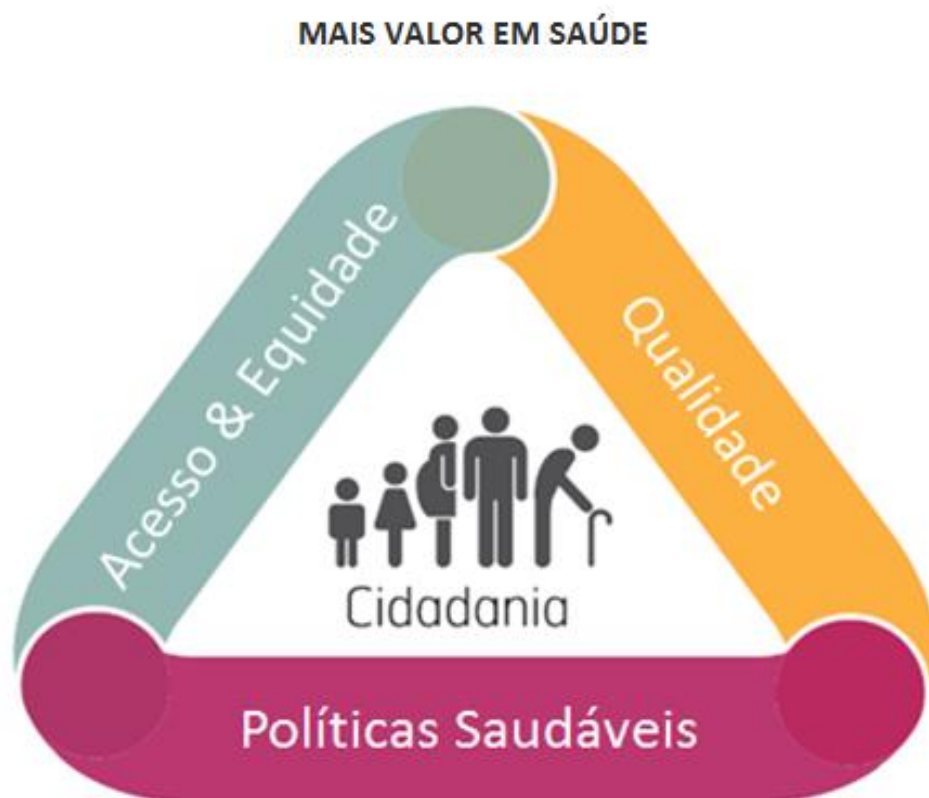 MAIS VALOR EM SAÚDE
Acesso & Equidade
Qualidade
Cidadania
Políticas Saudáveis